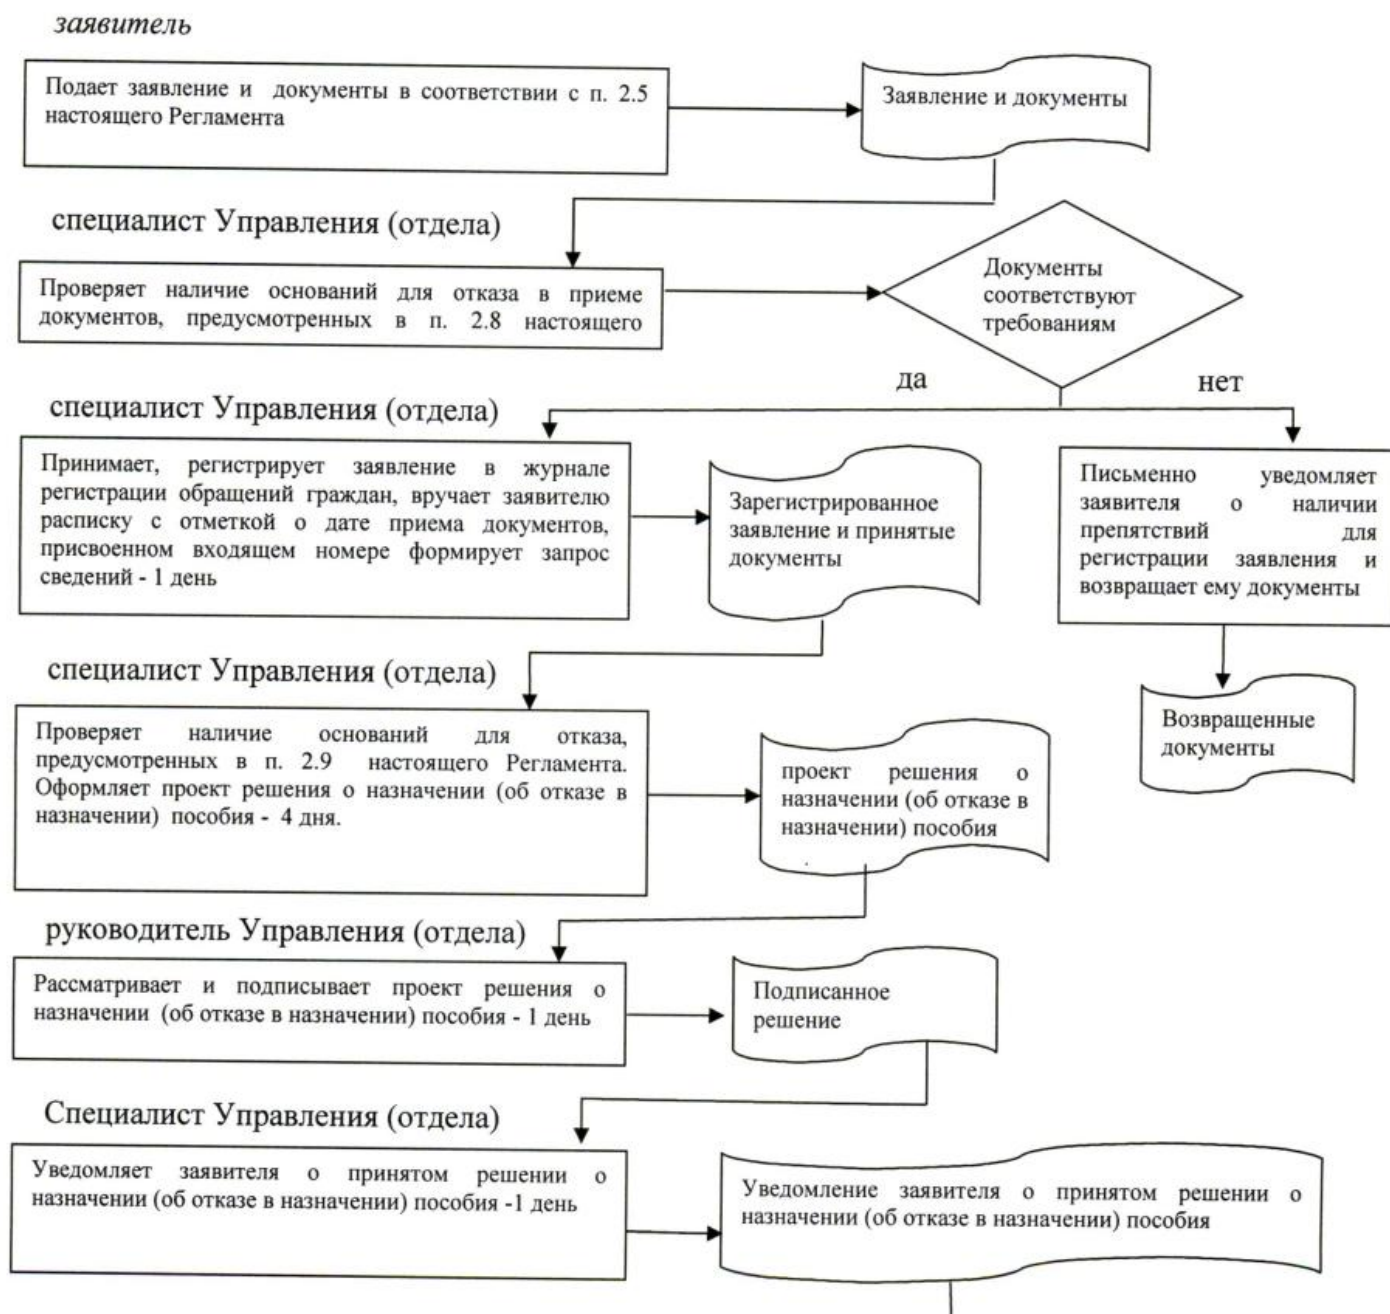 заявитель
Подает заявление и документы в соответствии с п. 2.5
настоящего Регламента
Заявление и документы
специалист Управления (отдела)
Проверяет наличие оснований для отказа в приеме
документов, предусмотренных в п. 2.8 настоящего
Документы
соответствуют
требованиям
да
нет
специалист Управления (отдела)
Принимает, регистрирует заявление в журнале
регистрации обращений граждан, вручает заявителю
расписку с отметкой о дате приема документов,
присвоенном входящем номере формирует запрос
сведений - 1 день
Зарегистрированное
заявление и принятые
документы
Письменно уведомляет
заявителя о наличии
препятствий для
регистрации заявления и
возвращает ему документы
специалист Управления (отдела)
Проверяет наличие оснований для отказа,
предусмотренных в п. 2.9 настоящего Регламента.
Оформляет проект решения о назначении (об отказе в
назначении) пособия - 4 дня.
проект решения о
назначении (об отказе в
назначении) пособия
Возвращенные
документы
руководитель Управления (отдела)
Рассматривает и подписывает проект решения о
назначении (об отказе в назначении) пособия - 1 день
Подписанное
решение
Специалист Управления (отдела)
Уведомляет заявителя о принятом решении о
назначении (об отказе в назначении) пособия -1 день
Уведомление заявителя о принятом решении о
назначении (об отказе в назначении) пособия